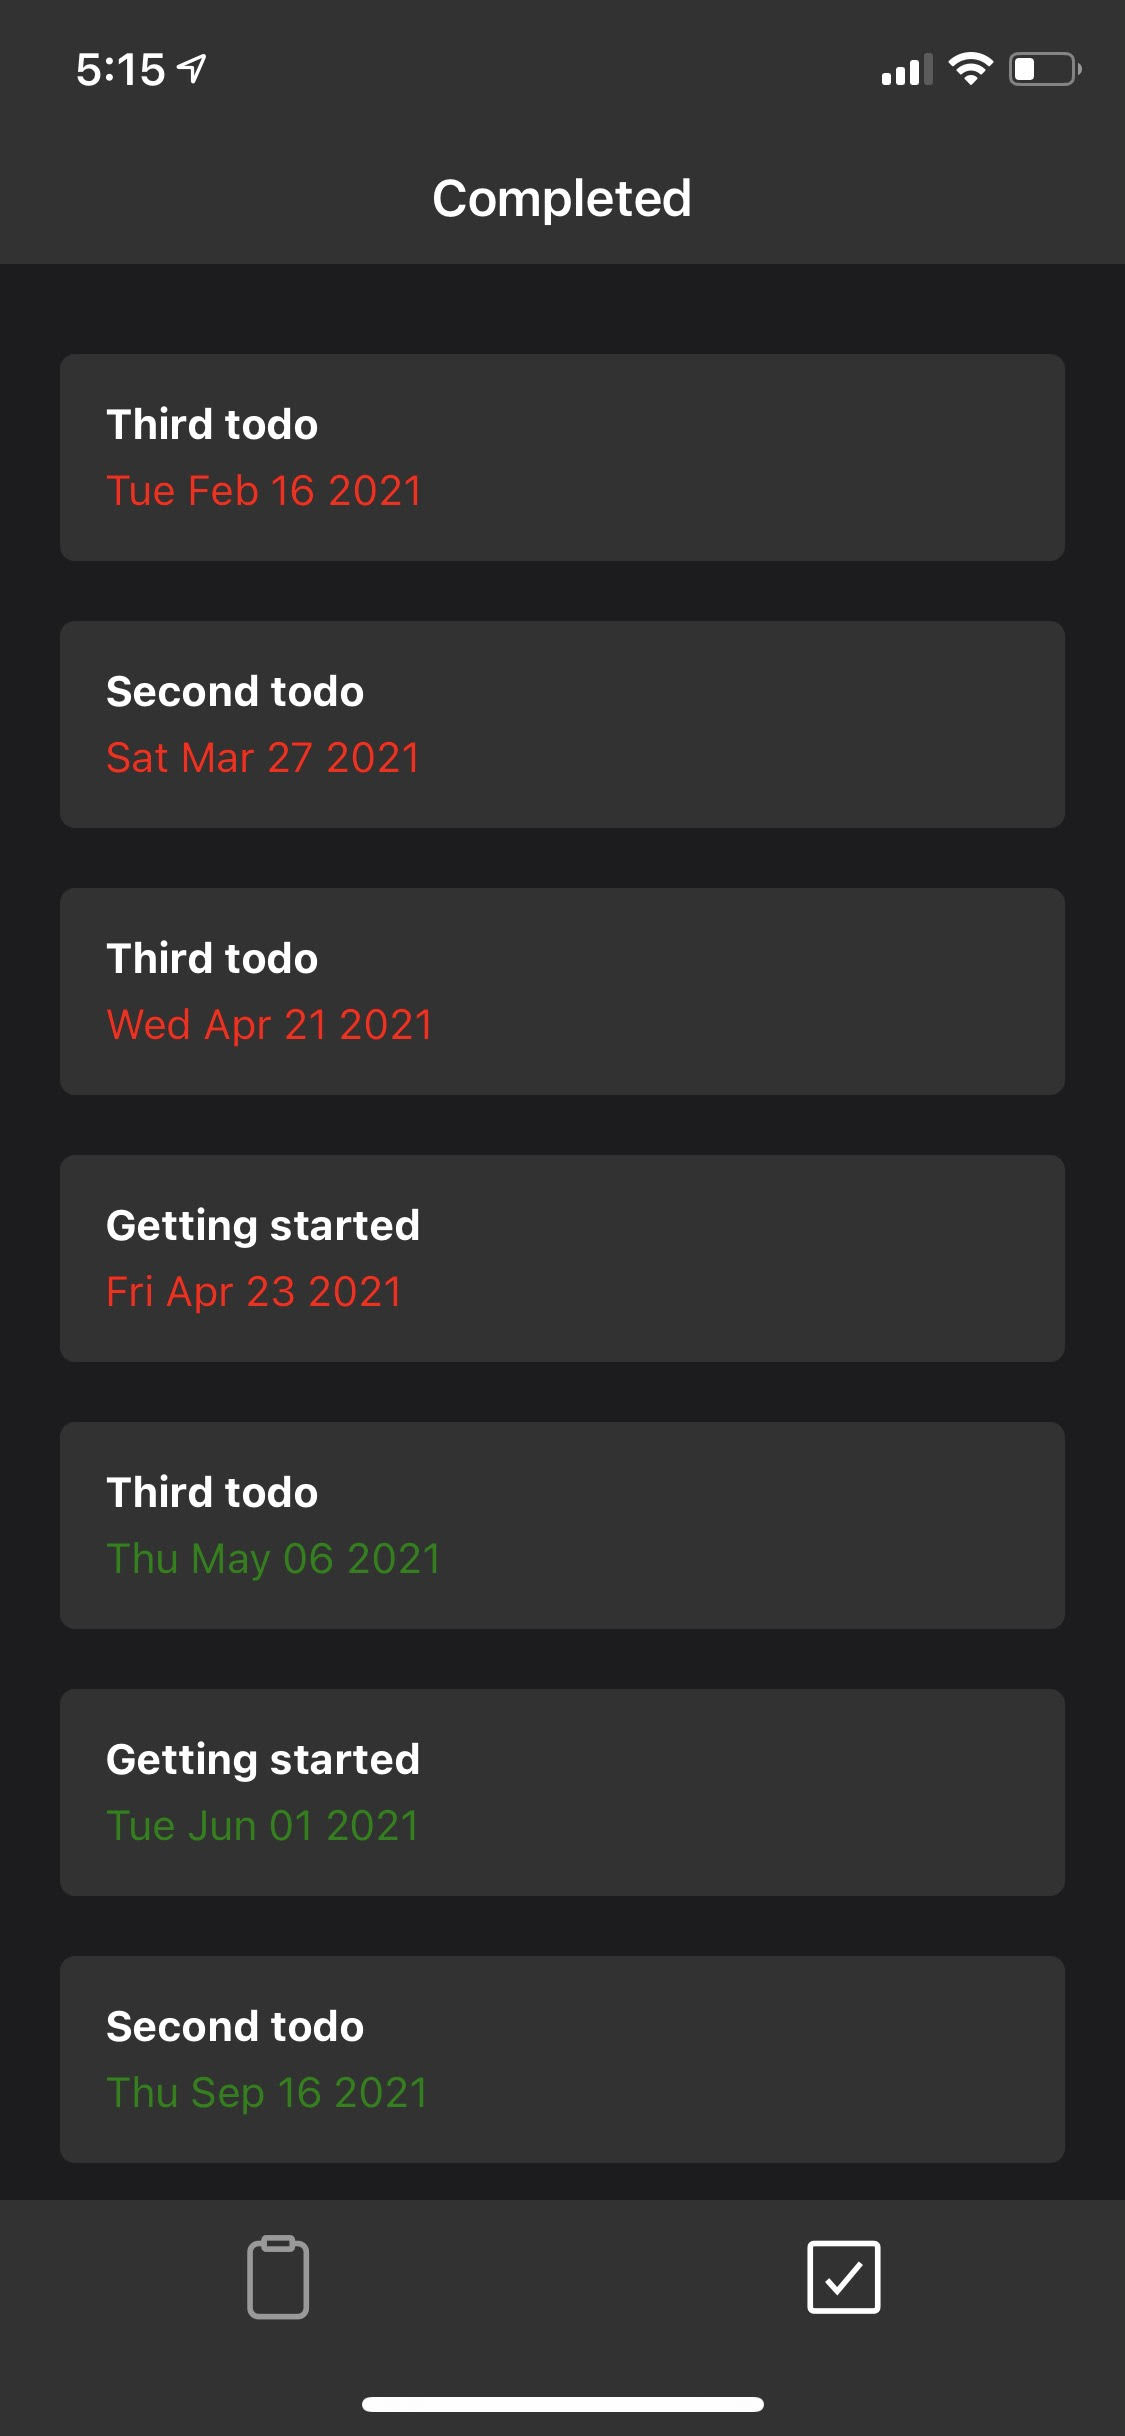 5:15
Completed
Third todo
Tue Feb 16 2021
Second todo
Sat Mar 27 2021
Third todo
Wed Apr 21 2021
Getting started
Fri Apr 23 2021
Third todo
Thu May 06 2021
Getting started
Tue Jun 01 2021
Second todo
Thu Sep 16 2021